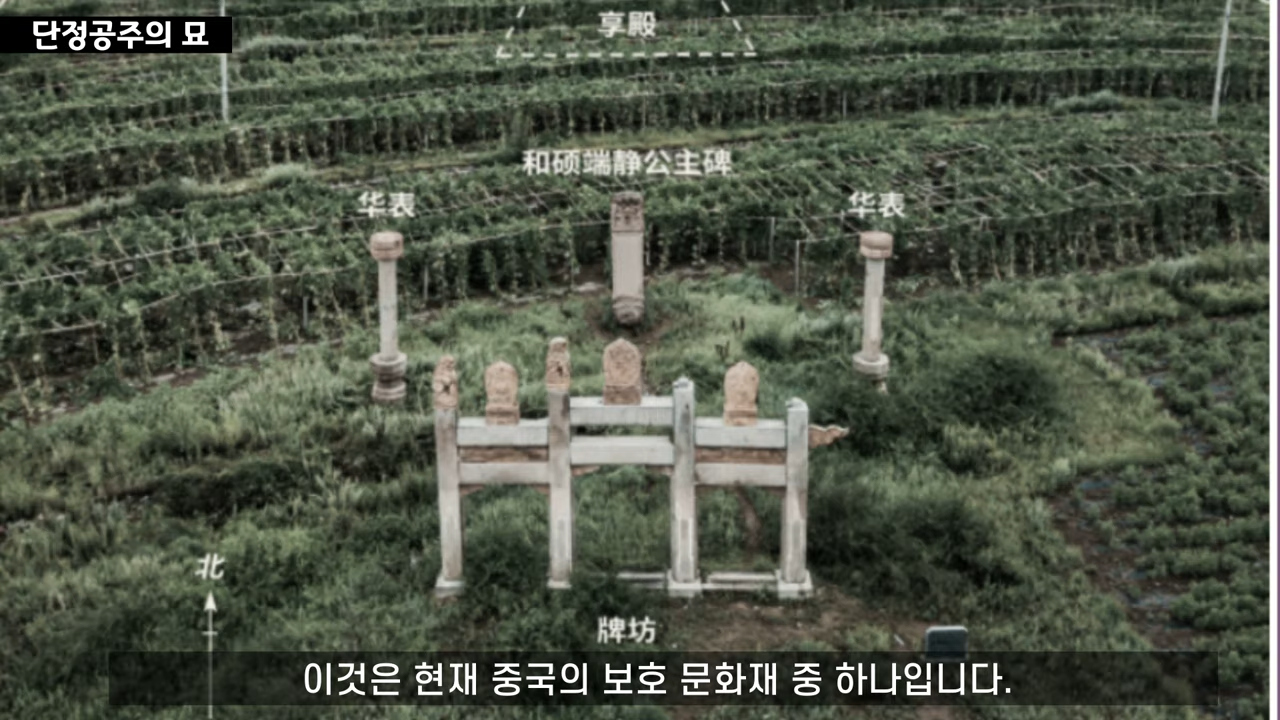 단정공주의 묘
享殿
和硕端静公主碑
华表
华表
北
牌坊
이것은 현재 중국의 보호 문화재 중 하나입니다.